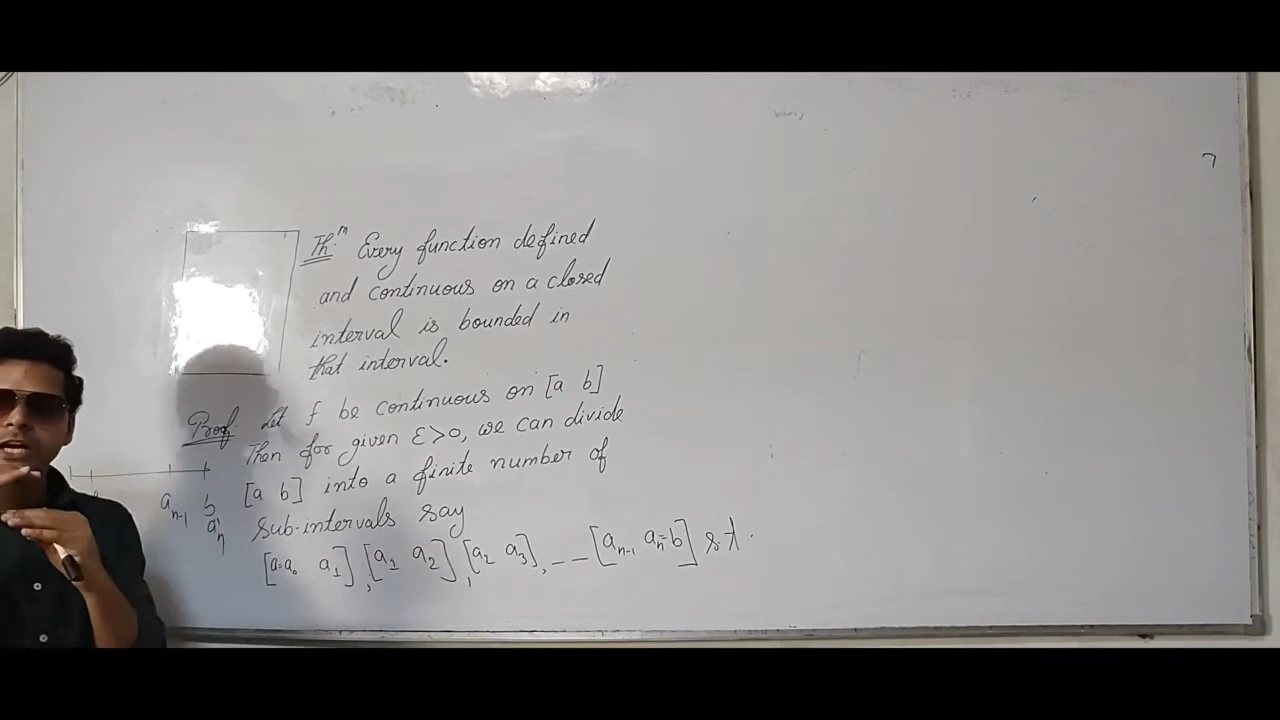 Th.ᵐ Every function defined
and continuous on a closed
interval is bounded in
that interval.
Proof Let f be continuous on [a b]
Then for given ε>0, we can divide
[a b] into a finite number of
sub-intervals say
[a=a₀ a₁], [a₁ a₂], [a₂ a₃], -- [aₙ₋₁ aₙ=b] s.t.
aₙ₋₁ b
aₙ